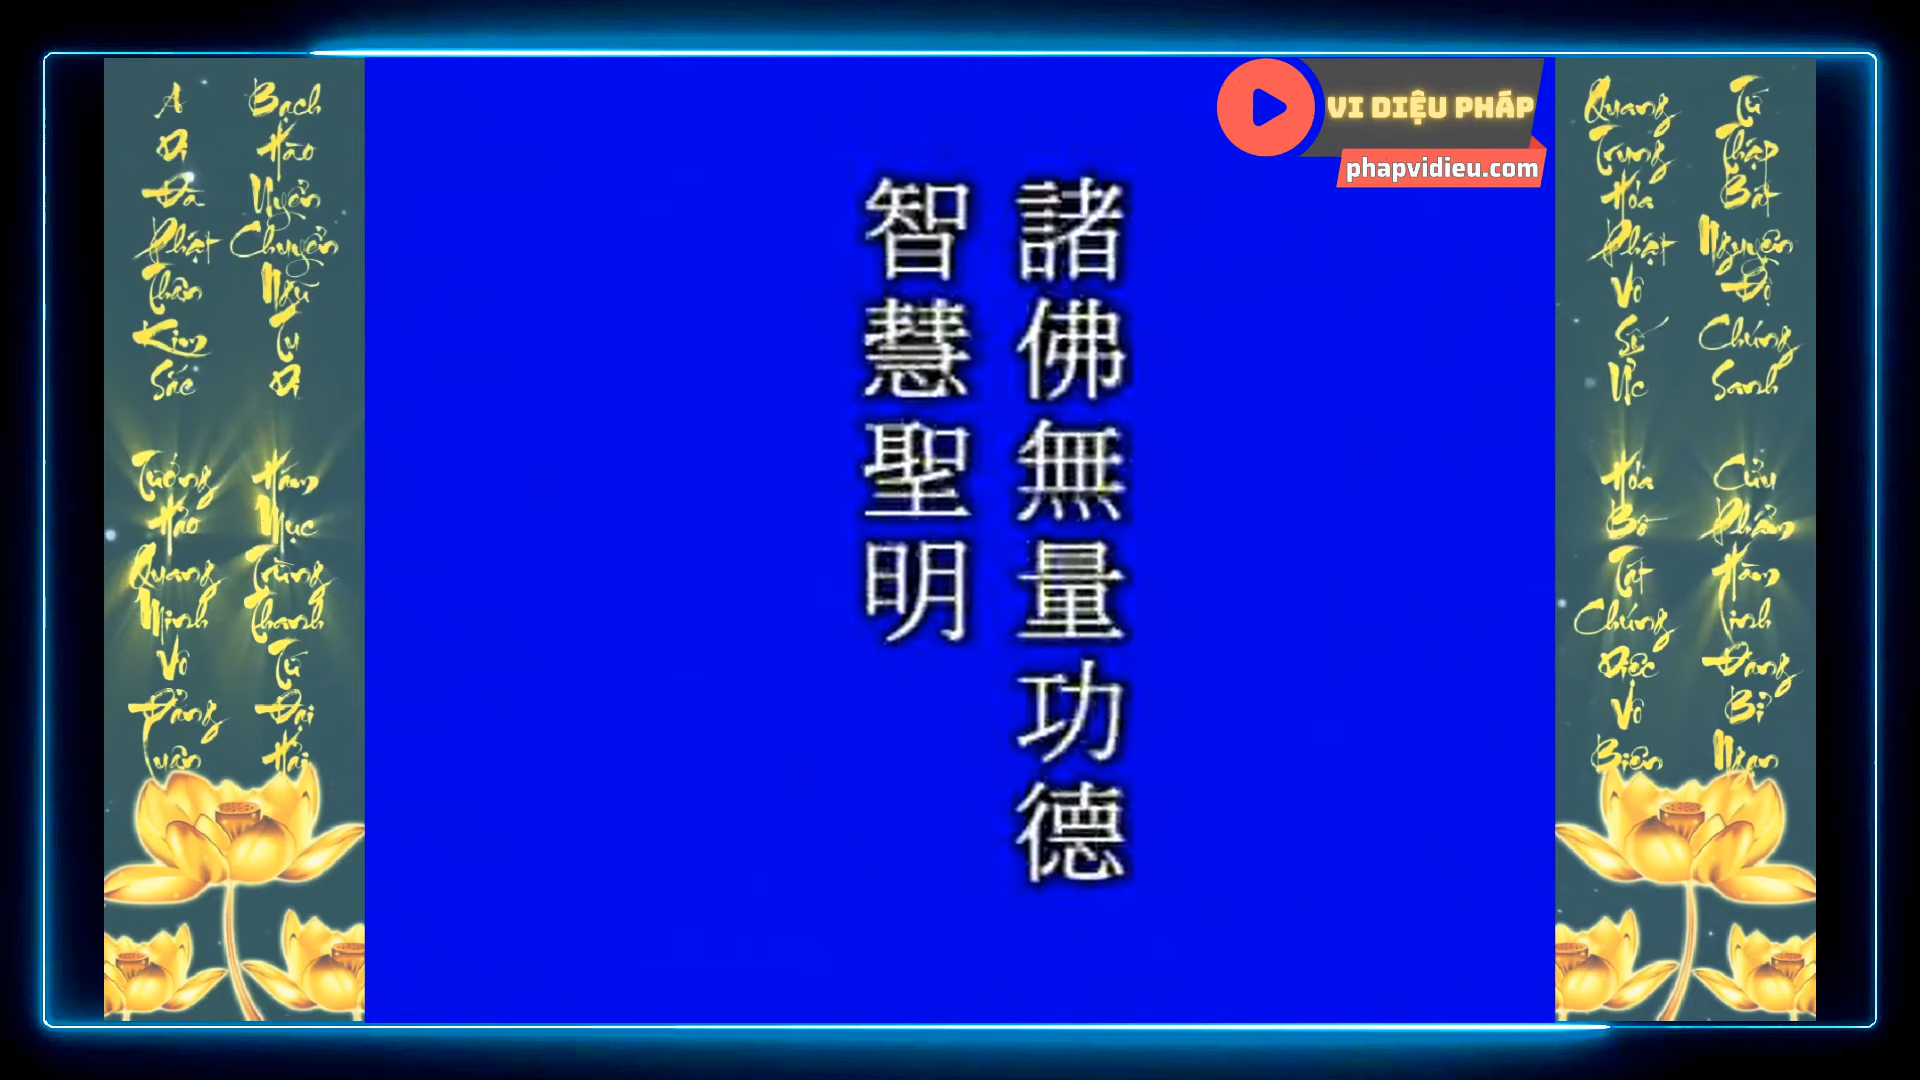 VI DIỆU PHÁP
phapvidieu.com
諸佛無量功德
智慧聖明
A Di Đà Phật Thân Kim Sắc
Tướng Hảo Quang Minh Vô Đẳng Luân
Bạch Hào Uyển Chuyển Ngũ Tu Di
Hám Mục Trừng Thanh Tứ Đại Hải
Quang Trung Hóa Phật Vô Số Ức
Hóa Bồ Tát Chúng Diệc Vô Biên
Tứ Thập Bát Nguyện Độ Chúng Sanh
Cửu Phẩm Hàm Linh Đăng Bỉ Ngạn